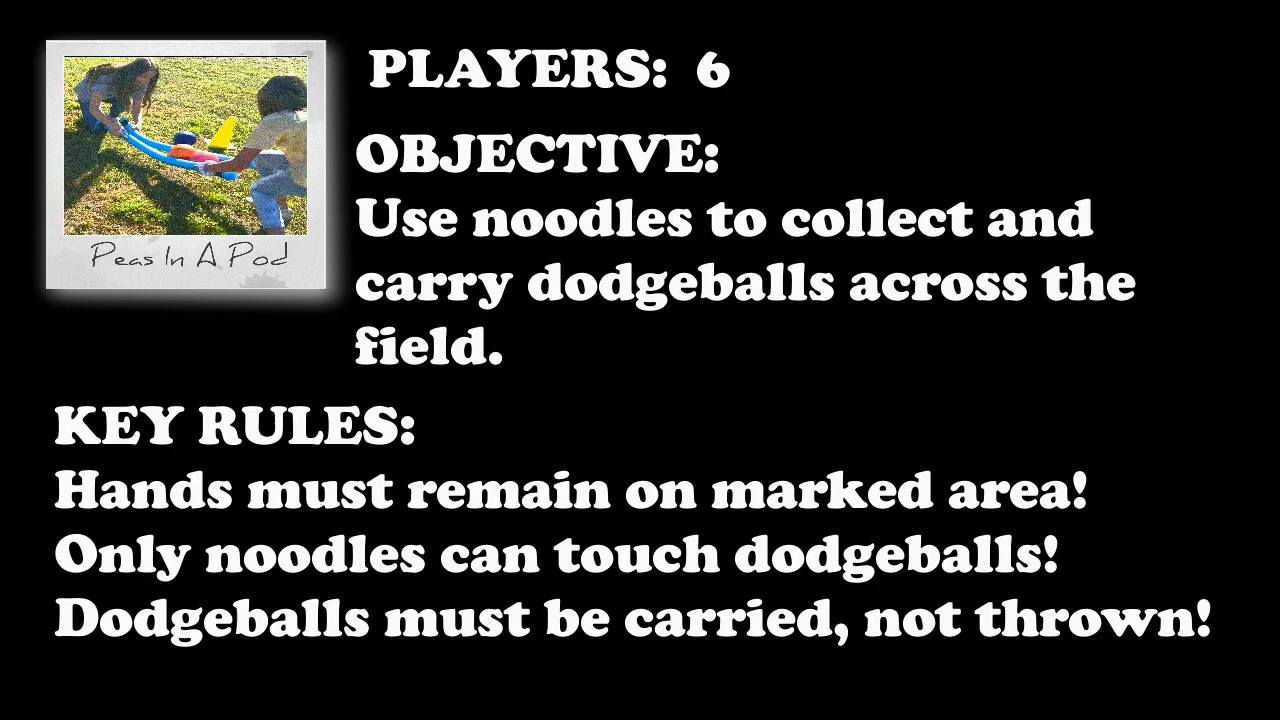 PLAYERS: 6
OBJECTIVE:
Use noodles to collect and
carry dodgeballs across the
field.
Peas In A Pod
KEY RULES:
Hands must remain on marked area!
Only noodles can touch dodgeballs!
Dodgeballs must be carried, not thrown!